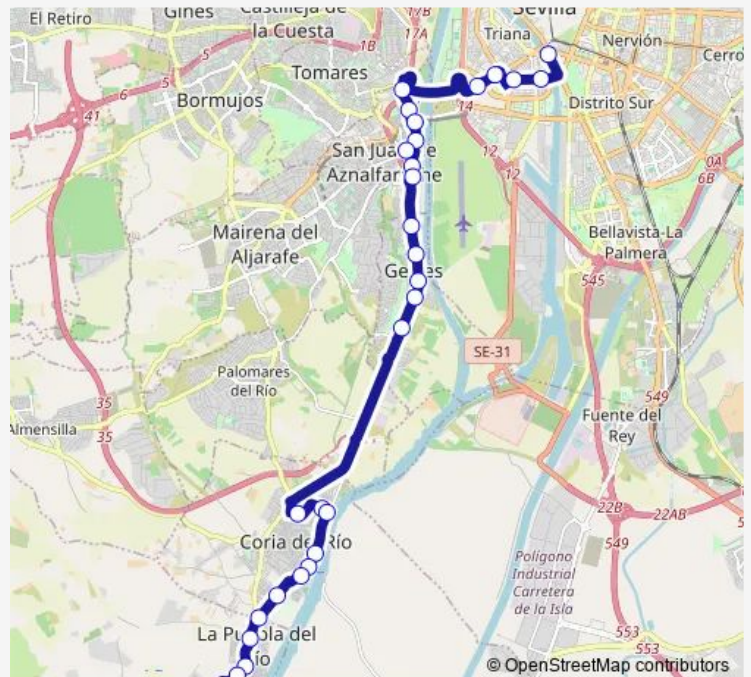 El Retiro
Gines
Castilleja de
la Cuesta
17B
17A
1B
5
5
6
5
41
Sevilla
Triana
Nervión
Cerro
Tomares
Bormujos
Distrito Sur
14
12
12
0A
6B
San Juan de
Aznalfarache
Mairena del
Aljarafe
Gelves
Bellavista-La
Palmera
545
SE-31
Palomares
del Río
549
35
35
Almensilla
Fuente del
Rey
22B
22AB
549
Coria del Río
Polígono
Industrial
Carretera
de la Isla
La Puebla del
Río
553
553
© OpenStreetMap contributors